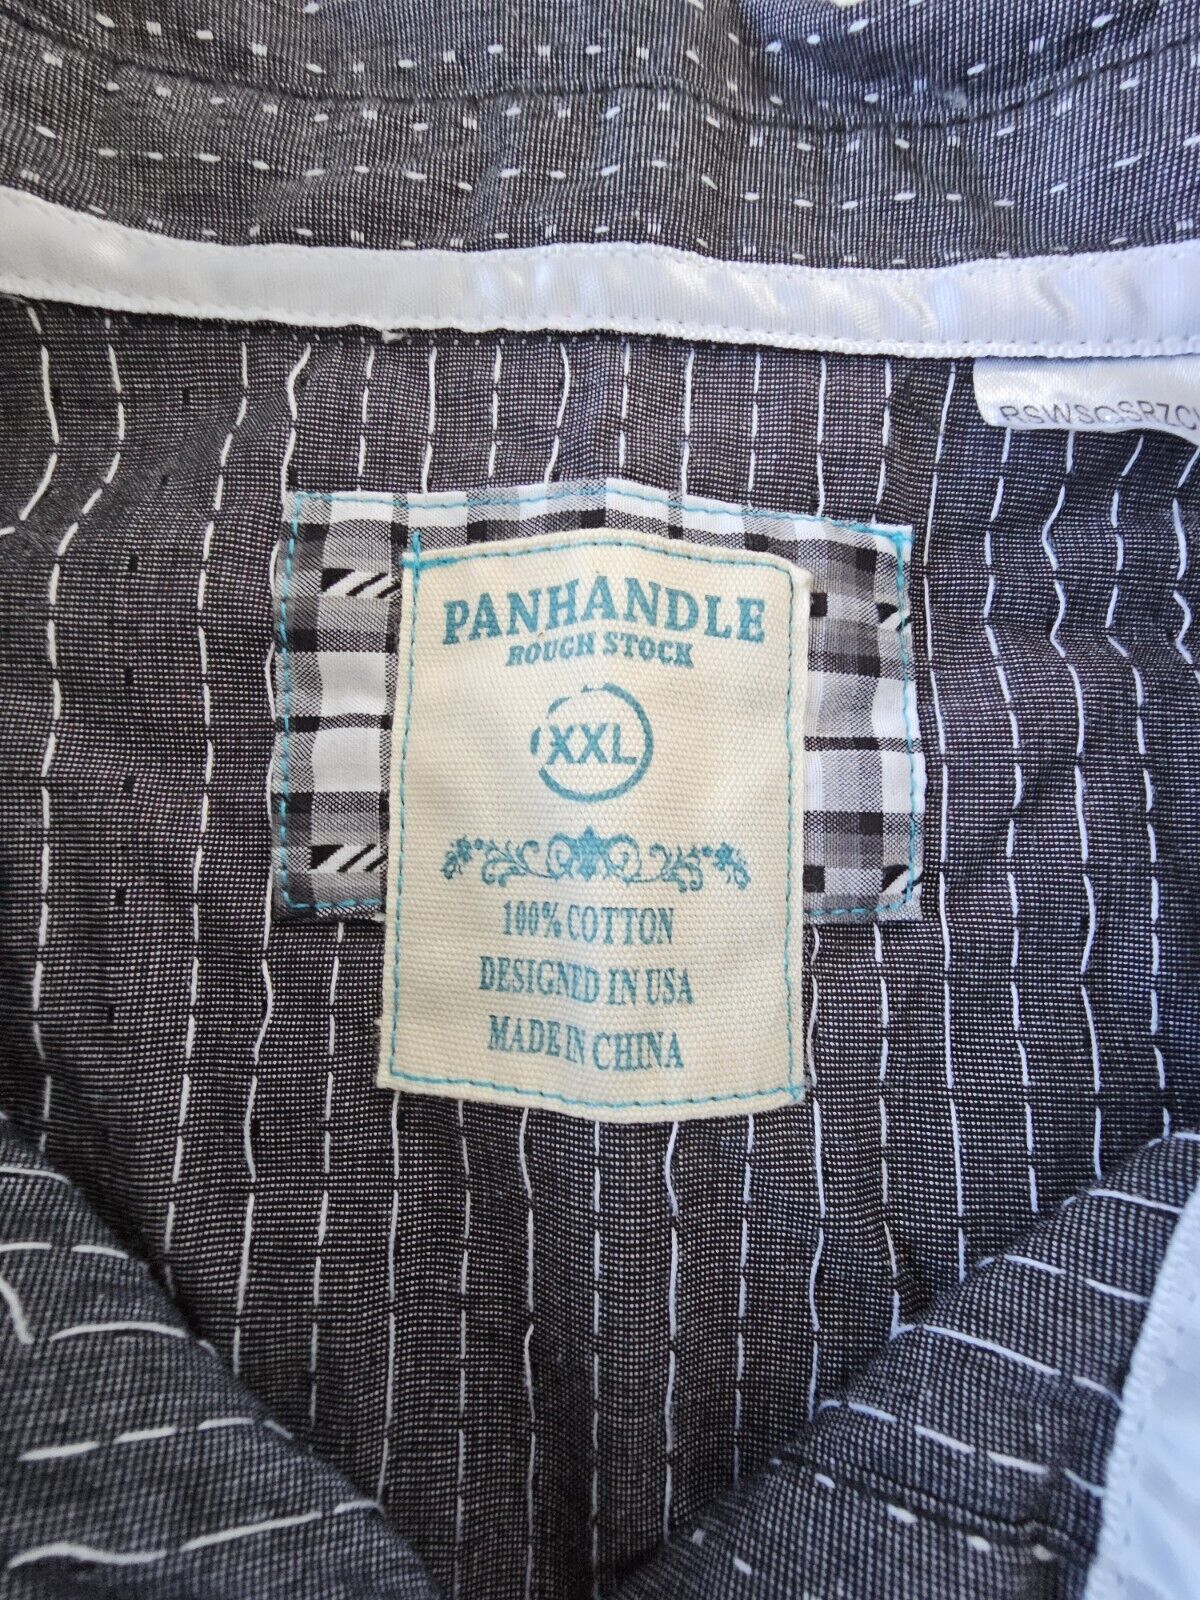 PANHANDLE
ROUGH STOCK
XXL
100% COTTON
DESIGNED IN USA
MADE IN CHINA